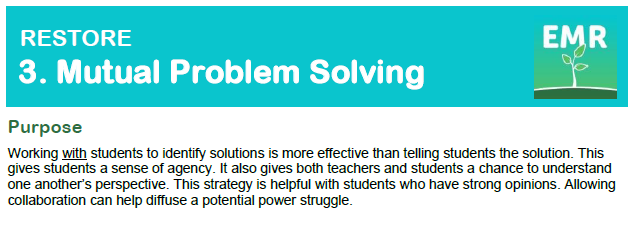 RESTORE
EMR
3. Mutual Problem Solving
Purpose
Working with students to identify solutions is more effective than telling students the solution. This
gives students a sense of agency. It also gives both teachers and students a chance to understand
one another's perspective. This strategy is helpful with students who have strong opinions. Allowing
collaboration can help diffuse a potential power struggle.